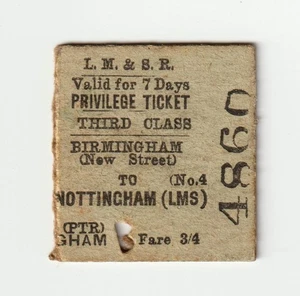 L. M. & S. R.
Valid for 7 Days
PRIVILEGE TICKET
THIRD CLASS
BIRMINGHAM
(New Street)
TO (No.4
NOTTINGHAM (LMS)
(PTR)
GHAM Fare 3/4
4860